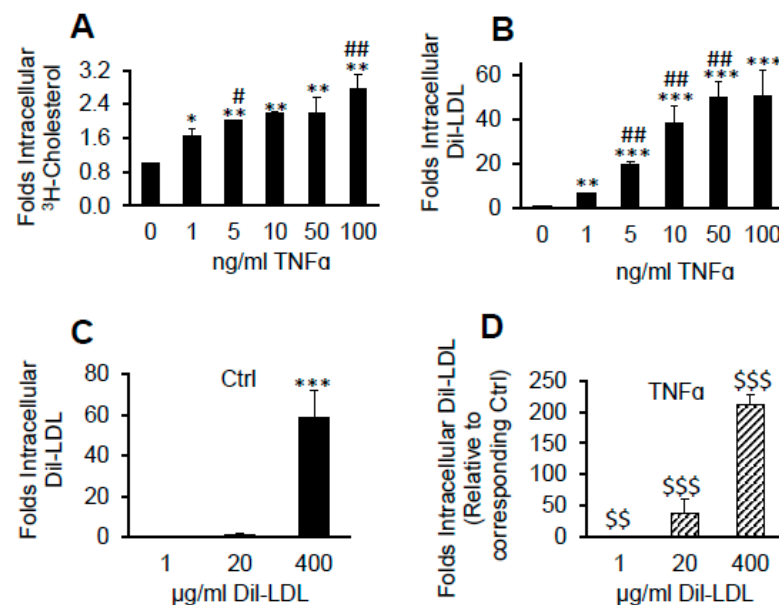 A
Folds Intracellular
³H-Cholesterol
3.2
2.4
1.6
0.8
0.0
*
#
**
**
**
##
**
0 1 5 10 50 100
ng/ml TNFα
B
Folds Intracellular
Dil-LDL
60
40
20
0
**
##
***
##
***
##
***
***
0 1 5 10 50 100
ng/ml TNFα
C
Folds Intracellular
Dil-LDL
80
60
40
20
0
Ctrl
***
1 20 400
µg/ml Dil-LDL
D
Folds Intracellular Dil-LDL
(Relative to
corresponding Ctrl)
250
200
150
100
50
0
TNFα
$$
$$$
$$$
1 20 400
µg/ml Dil-LDL